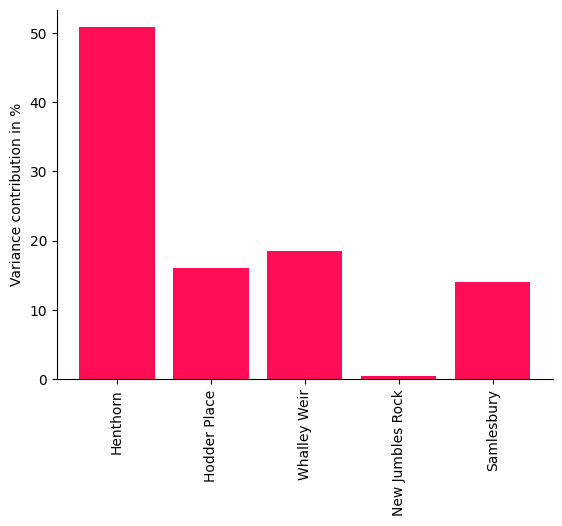 Variance contribution in %
50
40
30
20
10
0
Henthorn
Hodder Place
Whalley Weir
New Jumbles Rock
Samlesbury